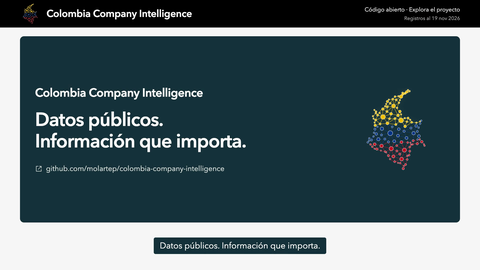 Colombia Company Intelligence
Código abierto · Explora el proyecto
Registros al 19 nov 2026
Colombia Company Intelligence
Datos públicos.
Información que importa.
github.com/molartep/colombia-company-intelligence
Datos públicos. Información que importa.